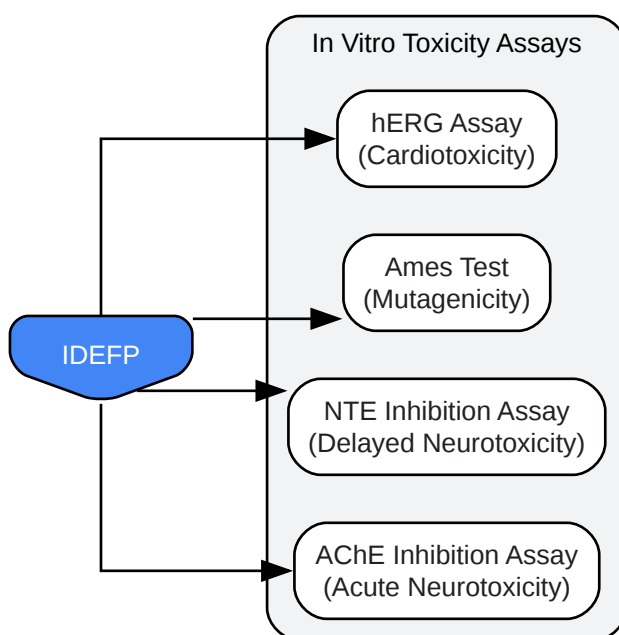 In Vitro Toxicity Assays
hERG Assay
(Cardiotoxicity)
Ames Test
(Mutagenicity)
IDEFP
NTE Inhibition Assay
(Delayed Neurotoxicity)
AChE Inhibition Assay
(Acute Neurotoxicity)